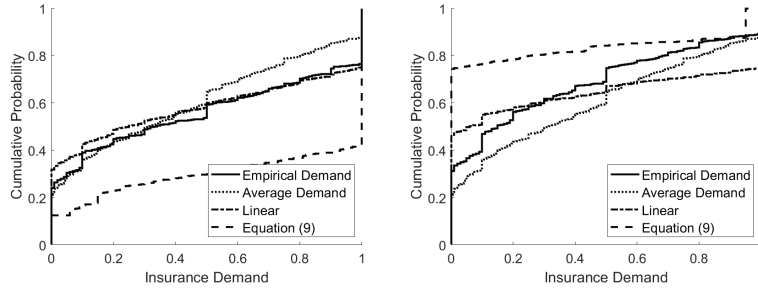 1
0.8
0.6
0.4
0.2
0
Cumulative Probability
0 0.2 0.4 0.6 0.8 1
Insurance Demand
Empirical Demand
Average Demand
Linear
Equation (9)
1
0.8
0.6
0.4
0.2
0
Cumulative Probability
0 0.2 0.4 0.6 0.8
Insurance Demand
Empirical Demand
Average Demand
Linear
Equation (9)